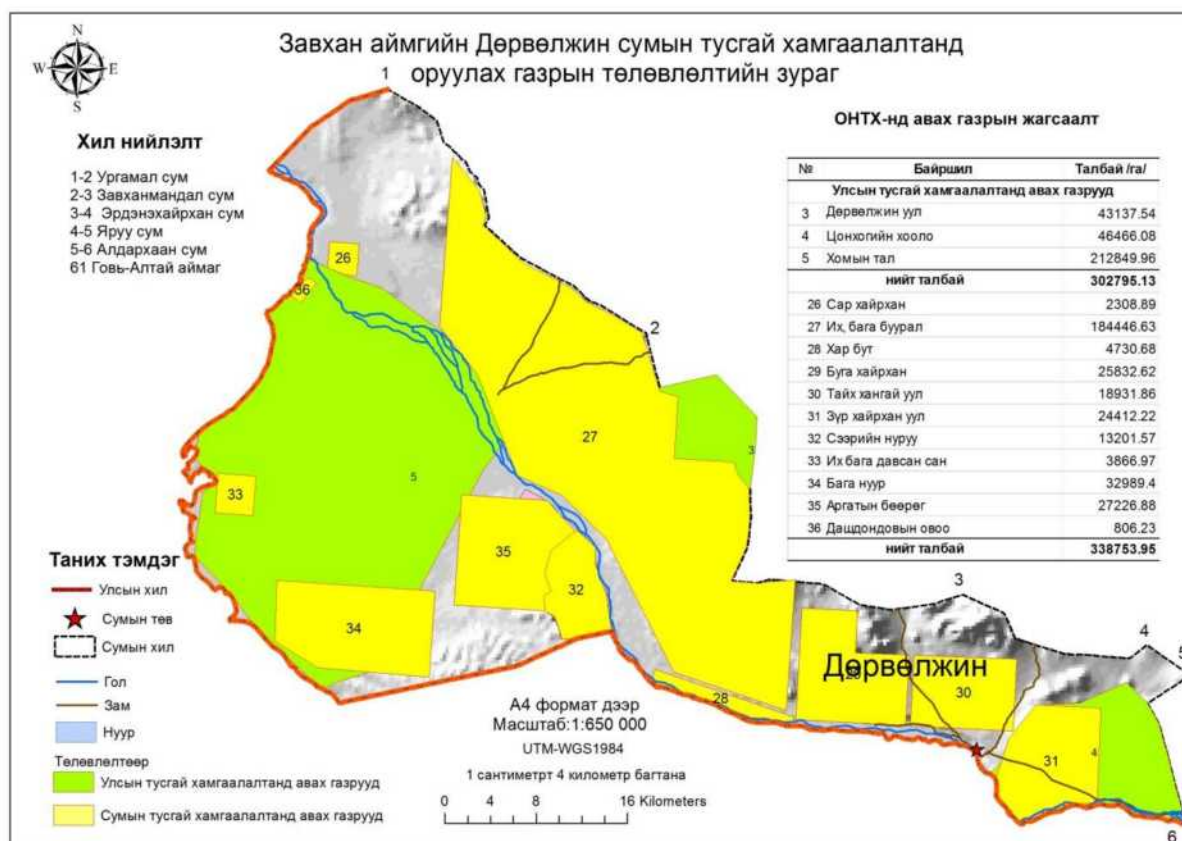 Завхан аймгийн Дөрвөлжин сумын тусгай хамгаалалтанд
оруулах газрын төлөвлөлтийн зураг
N
W E
S
Хил нийлэлт
1-2 Ургамал сум
2-3 Завханмандал сум
3-4 Эрдэнэхайрхан сум
4-5 Яруу сум
5-6 Алдархаан сум
61 Говь-Алтай аймаг
ОНТХ-нд авах газрын жагсаалт
№ Байршил Талбай /га/
Улсын тусгай хамгаалалтанд авах газрууд
3 Дөрвөлжин уул 43137.54
4 Цонхогийн хооло 46466.08
5 Хомын тал 212849.96
нийт талбай 302795.13
26 Сар хайрхан 2308.89
27 Их, бага буурал 184446.63
28 Хар бут 4730.68
29 Буга хайрхан 25832.62
30 Тайх хангай уул 18931.86
31 Зүр хайрхан уул 24412.22
32 Сээрийн нуруу 13201.57
33 Их бага давсан сан 3866.97
34 Бага нуур 32989.4
35 Аргатын бөөрөг 27226.88
36 Дашдондовын овоо 806.23
нийт талбай 338753.95
1
26
36
2
27
3
5
33
35
32
34
28
3
4
5
Дөрвөлжин
30
31
4
6
Таних тэмдэг
Улсын хил
Сумын төв
Сумын хил
Гол
Зам
Нуур
Төлөвлөлтөөр
Улсын тусгай хамгаалалтанд авах газрууд
Сумын тусгай хамгаалалтанд авах газрууд
А4 формат дээр
Масштаб:1:650 000
UTM-WGS1984
1 сантиметрт 4 километр багтана
0 4 8 16 Kilometers